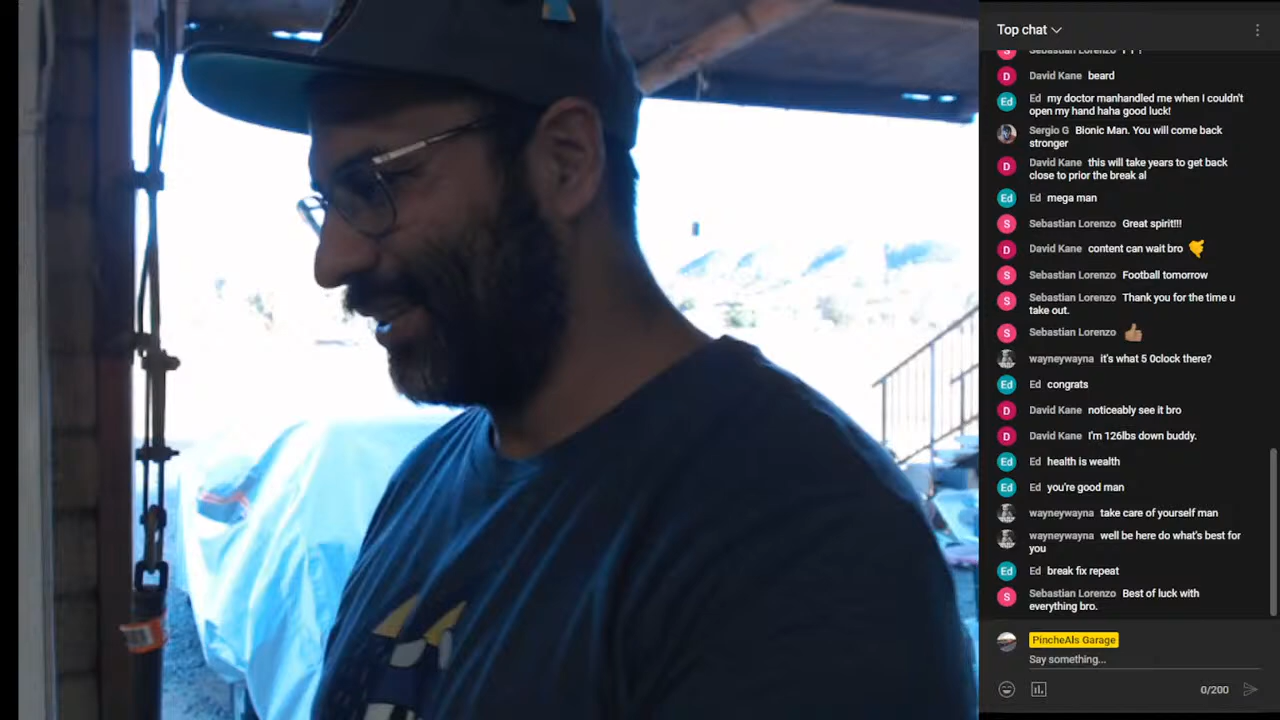 Top chat
Sebastian Lorenzo
David Kane beard
Ed my doctor manhandled me when I couldn't
open my hand haha good luck!
Sergio G Bionic Man. You will come back
stronger
David Kane this will take years to get back
close to prior the break al
Ed mega man
Sebastian Lorenzo Great spirit!!!
David Kane content can wait bro
Sebastian Lorenzo Football tomorrow
Sebastian Lorenzo Thank you for the time u
take out.
Sebastian Lorenzo
wayneywayna it's what 5 0clock there?
Ed congrats
David Kane noticeably see it bro
David Kane I'm 126lbs down buddy.
Ed health is wealth
Ed you're good man
wayneywayna take care of yourself man
wayneywayna well be here do what's best for
you
Ed break fix repeat
Sebastian Lorenzo Best of luck with
everything bro.
PincheAls Garage
Say something...
0/200